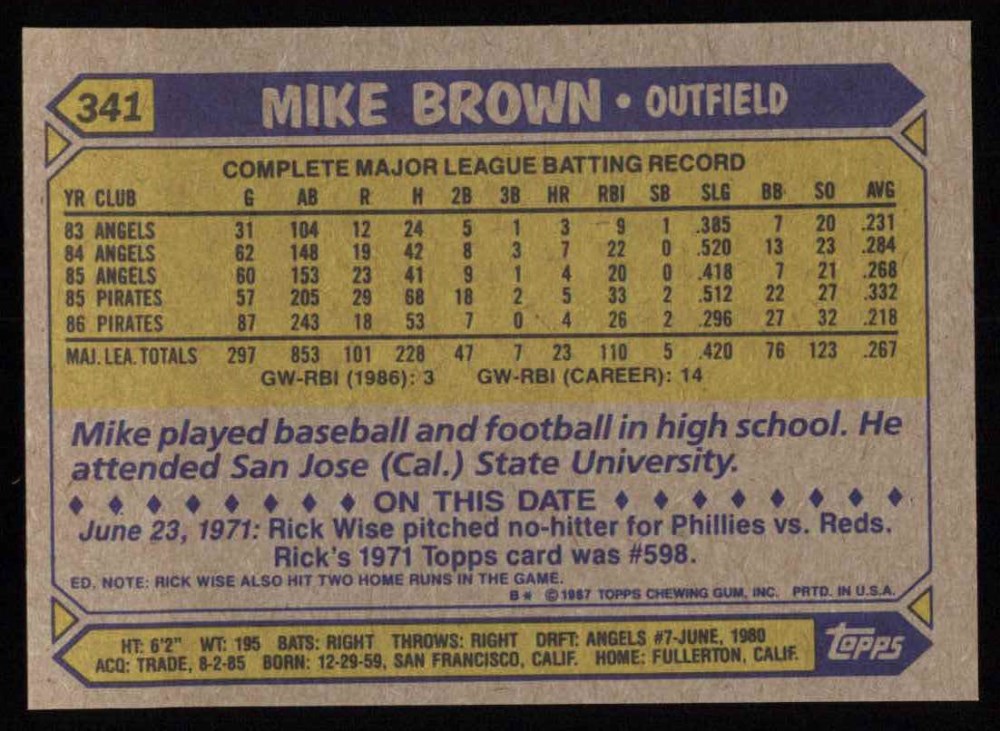 341 MIKE BROWN • OUTFIELD
COMPLETE MAJOR LEAGUE BATTING RECORD
YR CLUB G AB R H 2B 3B HR RBI SB SLG BB SO AVG
83 ANGELS 31 104 12 24 5 1 3 9 1 .385 7 20 .231
84 ANGELS 62 148 19 42 8 3 7 22 0 .520 13 23 .284
85 ANGELS 60 153 23 41 9 1 4 20 0 .418 7 21 .268
85 PIRATES 57 205 29 68 18 2 5 33 2 .512 22 27 .332
86 PIRATES 87 243 18 53 7 0 4 26 2 .296 27 32 .218
MAJ. LEA. TOTALS 297 853 101 228 47 7 23 110 5 .420 76 123 .267
GW-RBI (1986): 3 GW-RBI (CAREER): 14
Mike played baseball and football in high school. He
attended San Jose (Cal.) State University.
♦ ♦ ♦ ♦ ♦ ♦ ♦ ♦ ON THIS DATE ♦ ♦ ♦ ♦ ♦ ♦ ♦ ♦
June 23, 1971: Rick Wise pitched no-hitter for Phillies vs. Reds.
Rick's 1971 Topps card was #598.
ED. NOTE: RICK WISE ALSO HIT TWO HOME RUNS IN THE GAME.
B* © 1987 TOPPS CHEWING GUM, INC. PRTD. IN U.S.A.
HT: 6'2" WT: 195 BATS: RIGHT THROWS: RIGHT DRFT: ANGELS #7-JUNE, 1980
ACQ: TRADE, 8-2-85 BORN: 12-29-59, SAN FRANCISCO, CALIF. HOME: FULLERTON, CALIF.
topps